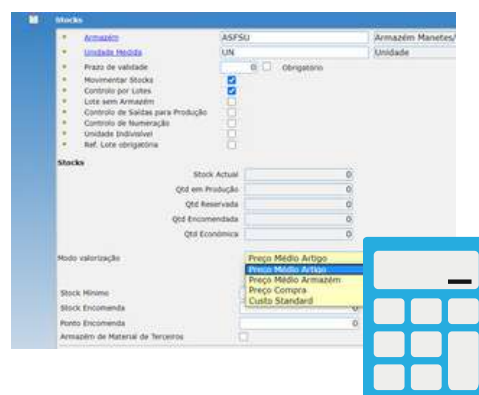 Stocks
Armazém ASFSU Armazém Manetes/
Unidade Medida UN Unidade
Prazo de validade 0 Obrigatório
Movimentar Stocks
Controlo por Lotes
Lote sem Armazém
Controlo de Saídas para Produção
Controlo de Numeração
Unidade Indivisível
Ref. Lote obrigatória
Stocks
Stock Actual 0
Qtd em Produção 0
Qtd Reservada 0
Qtd Encomendada 0
Qtd Económica 0
Modo valorização Preço Médio Artigo
Preço Médio Artigo
Preço Médio Armazém
Preço Compra
Custo Standard
Stock Mínimo
Stock Encomenda 0
Ponto Encomenda 0
Armazém de Material de Terceiros